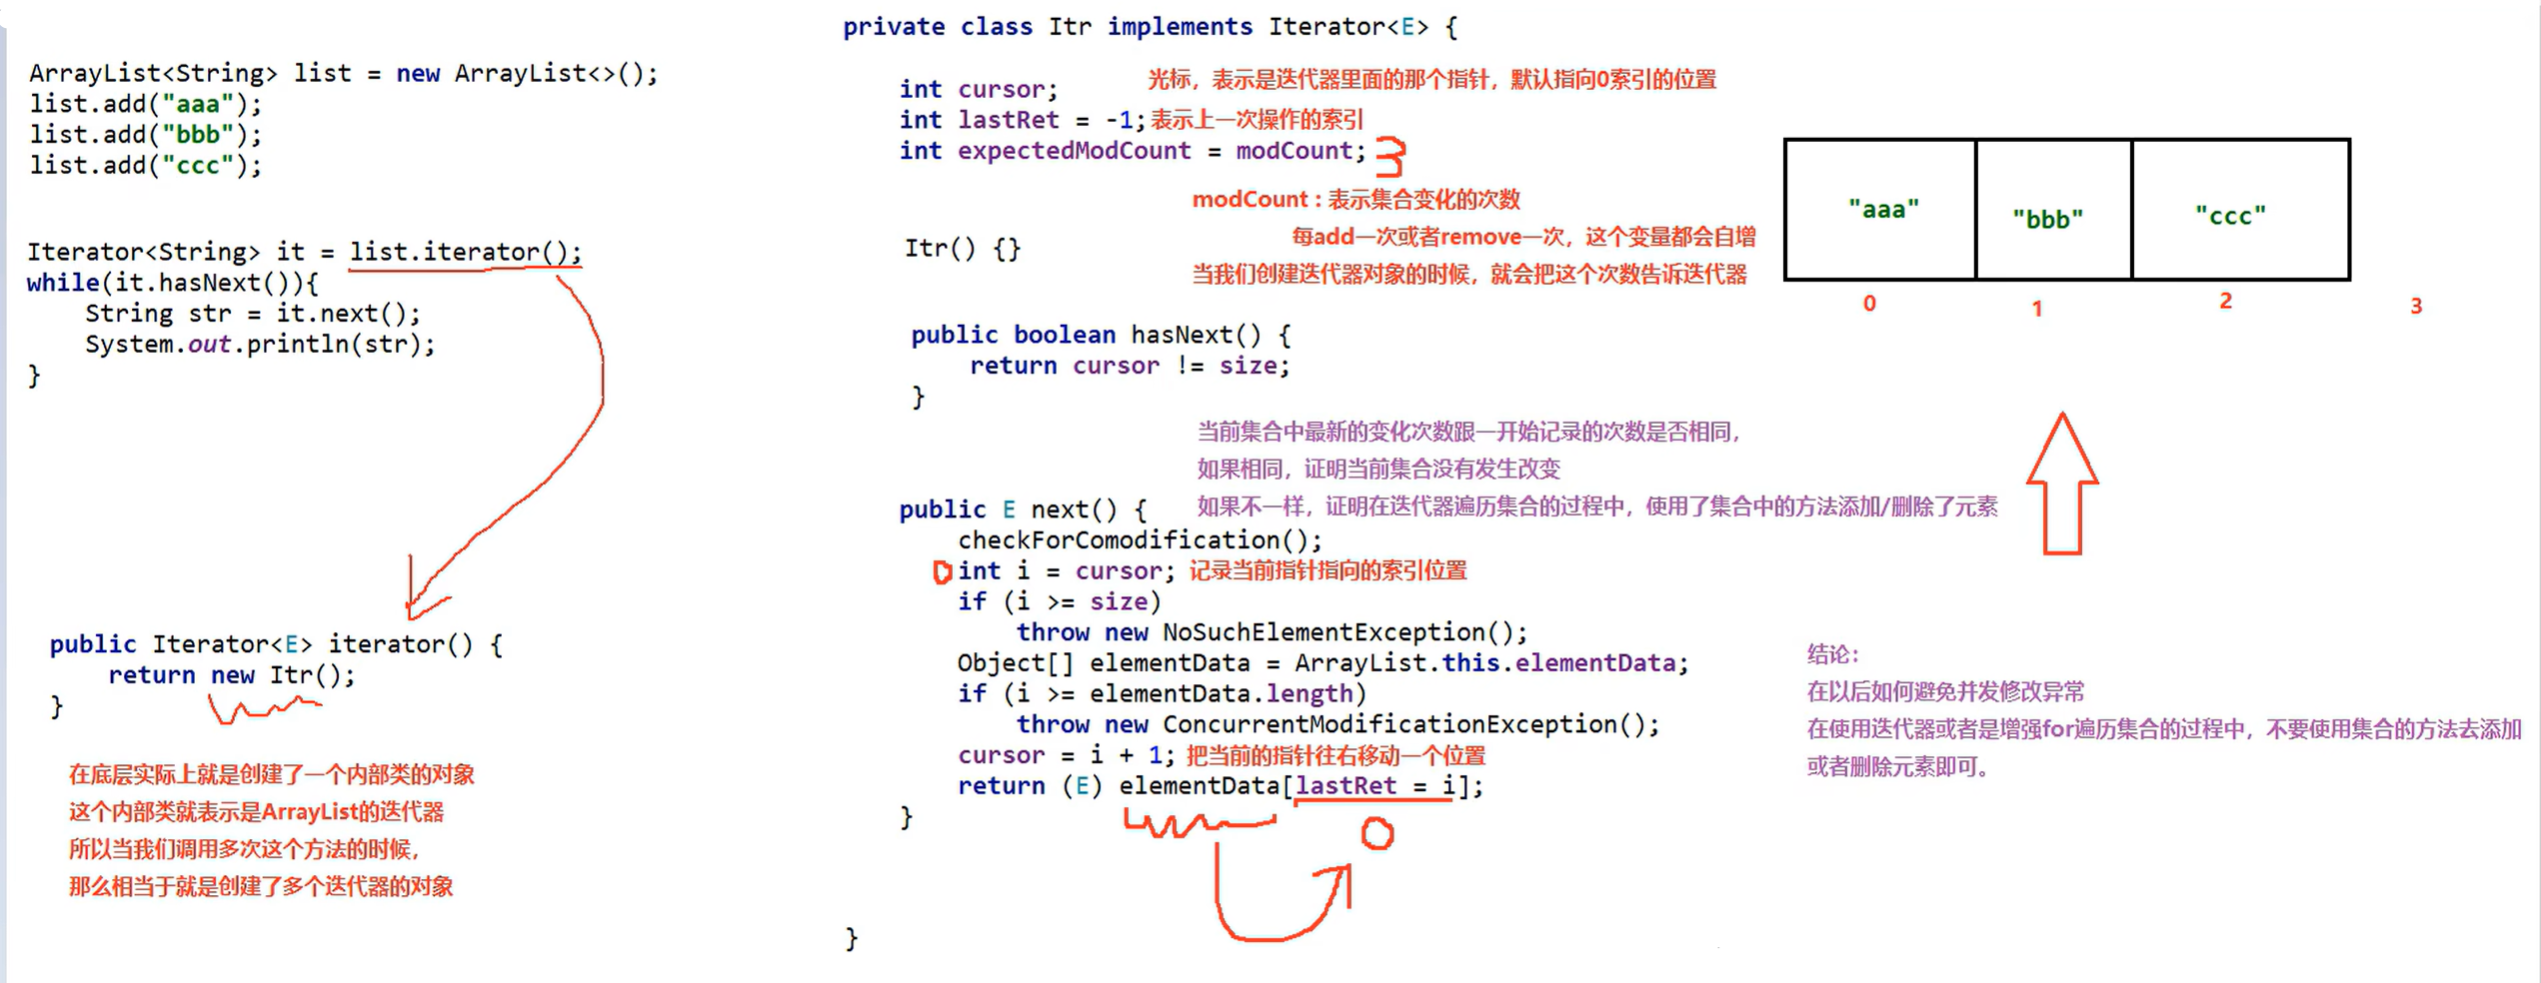 ArrayList<String> list = new ArrayList<>();
list.add("aaa");
list.add("bbb");
list.add("ccc");
Iterator<String> it = list.iterator();
while(it.hasNext()){
String str = it.next();
System.out.println(str);
}
public Iterator<E> iterator() {
return new Itr();
}
在底层实际上就是创建了一个内部类的对象
这个内部类就表示是ArrayList的迭代器
所以当我们调用多次这个方法的时候，
那么相当于就是创建了多个迭代器的对象
private class Itr implements Iterator<E> {
int cursor; 光标，表示是迭代器里面的那个指针，默认指向0索引的位置
int lastRet = -1; 表示上一次操作的索引
int expectedModCount = modCount; 3
modCount : 表示集合变化的次数
每add一次或者remove一次，这个变量都会自增
Itr() {}
当我们创建迭代器对象的时候，就会把这个次数告诉迭代器
public boolean hasNext() {
return cursor != size;
}
当前集合中最新的变化次数跟一开始记录的次数是否相同，
如果相同，证明当前集合没有发生改变
如果不一样，证明在迭代器遍历集合的过程中，使用了集合中的方法添加/删除了元素
public E next() {
checkForComodification();
0 int i = cursor; 记录当前指针指向的索引位置
if (i >= size)
throw new NoSuchElementException();
Object[] elementData = ArrayList.this.elementData;
if (i >= elementData.length)
throw new ConcurrentModificationException();
cursor = i + 1; 把当前的指针往右移动一个位置
return (E) elementData[lastRet = i];
}
0
}
"aaa" "bbb" "ccc"
0 1 2 3
结论：
在以后如何避免并发修改异常
在使用迭代器或者是增强for遍历集合的过程中，不要使用集合的方法去添加
或者删除元素即可。